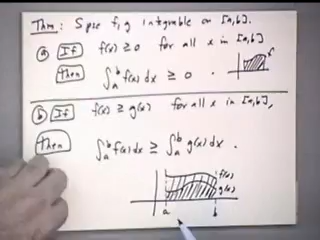 Thm: Spse f, g integrable on [a,b].
ⓐ If f(x) ≥ 0 for all x in [a,b]
Then ∫ₐᵇ f(x) dx ≥ 0 . f
ⓑ If f(x) ≥ g(x) for all x in [a,b],
Then ∫ₐᵇ f(x) dx ≥ ∫ₐᵇ g(x) dx .
f(x)
g(x)
a b